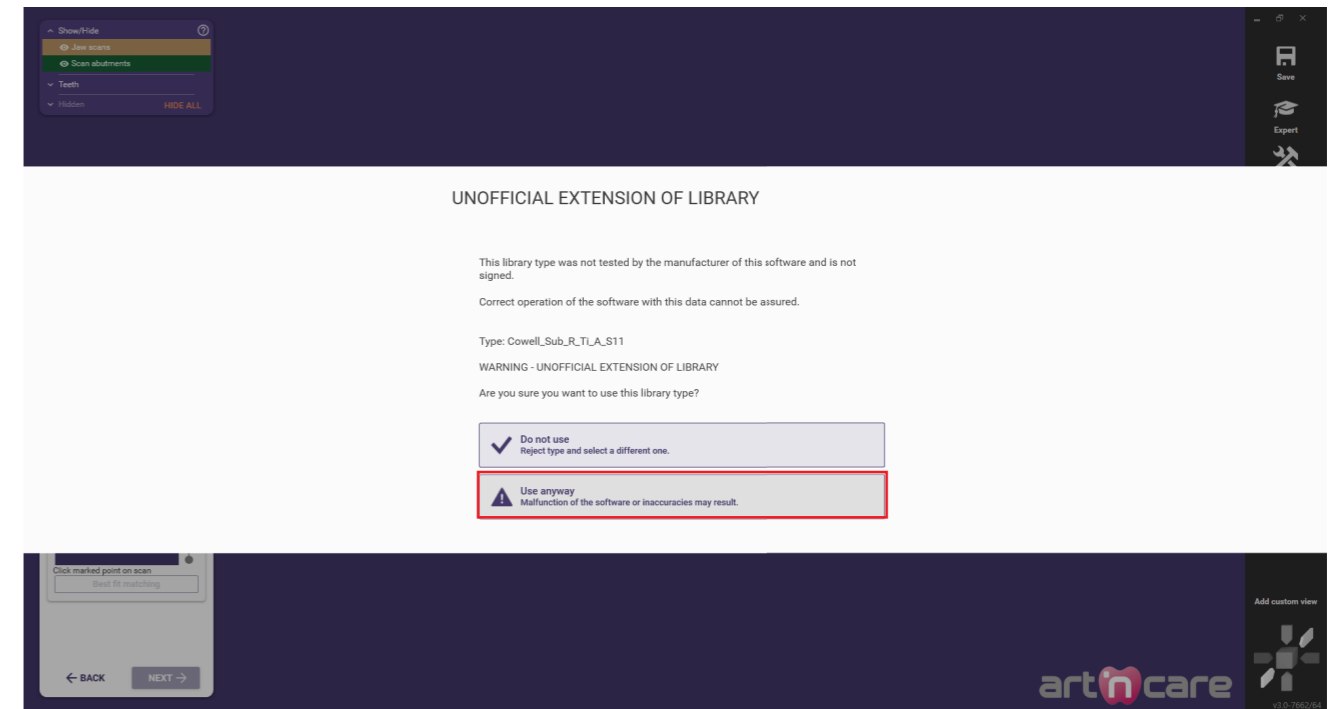 Show/Hide
Jaw scans
Scan abutments
Teeth
Hidden HIDE ALL
Save
Expert
UNOFFICIAL EXTENSION OF LIBRARY
This library type was not tested by the manufacturer of this software and is not
signed.
Correct operation of the software with this data cannot be assured.
Type: Cowell_Sub_R_Ti_A_S11
WARNING - UNOFFICIAL EXTENSION OF LIBRARY
Are you sure you want to use this library type?
Do not use
Reject type and select a different one.
Use anyway
Malfunction of the software or inaccuracies may result.
Click marked point on scan
Best fit matching
Add custom view
BACK NEXT
art'n'care
v3.0-7662/64